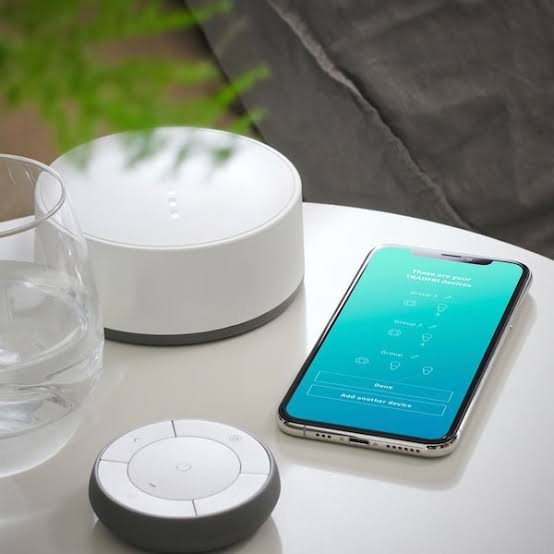 These are your
TRÅDFRI devices
Group 1
Group 2
Group
Done
Add another device